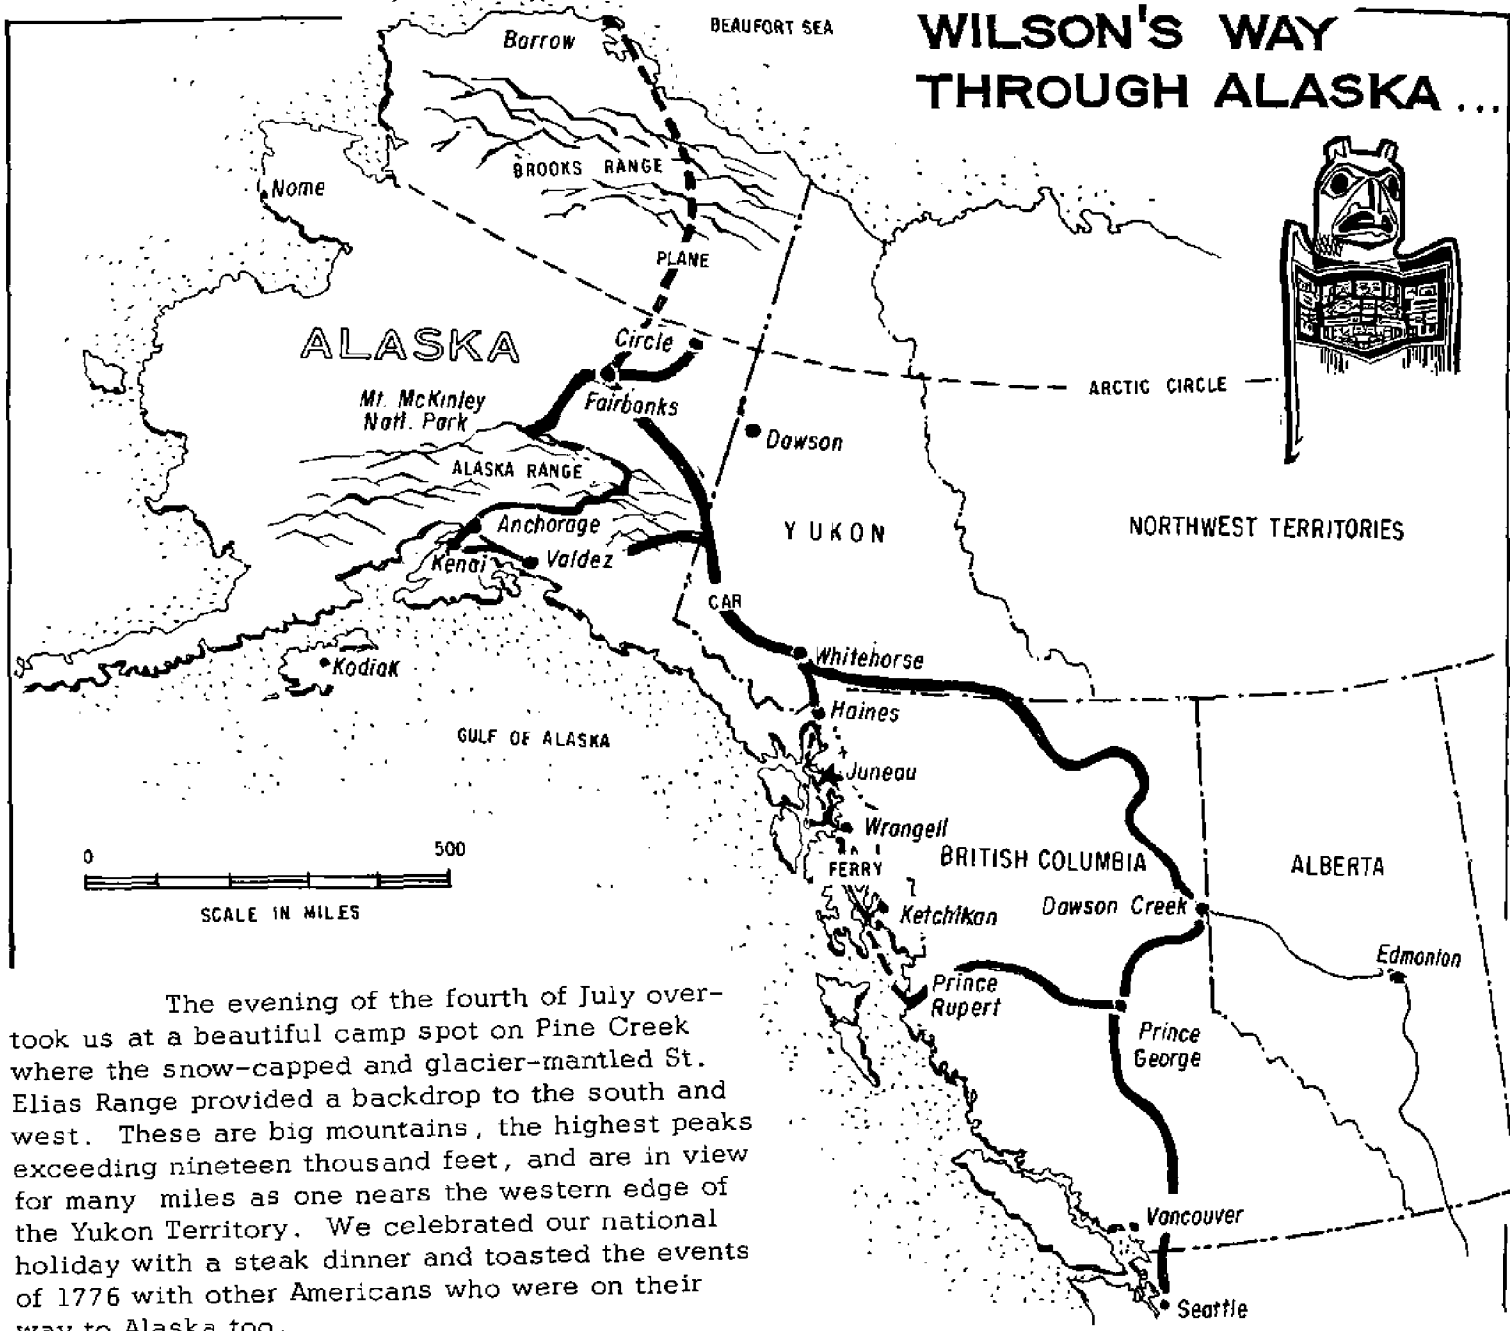 WILSON'S WAY
THROUGH ALASKA ...
BEAUFORT SEA
Barrow
BROOKS RANGE
Nome
PLANE
ALASKA
Circle
ARCTIC CIRCLE
Mt. McKinley
Natl. Park
Fairbanks
Dawson
ALASKA RANGE
Anchorage
YUKON
NORTHWEST TERRITORIES
Kenai
Valdez
CAR
Whitehorse
Kodiak
Haines
GULF OF ALASKA
Juneau
Wrangell
0 500
SCALE IN MILES
FERRY
BRITISH COLUMBIA
ALBERTA
Ketchikan
Dawson Creek
Edmonton
Prince
Rupert
Prince
George
Vancouver
Seattle
The evening of the fourth of July over-
took us at a beautiful camp spot on Pine Creek
where the snow-capped and glacier-mantled St.
Elias Range provided a backdrop to the south and
west. These are big mountains, the highest peaks
exceeding nineteen thousand feet, and are in view
for many miles as one nears the western edge of
the Yukon Territory. We celebrated our national
holiday with a steak dinner and toasted the events
of 1776 with other Americans who were on their
way to Alaska too.